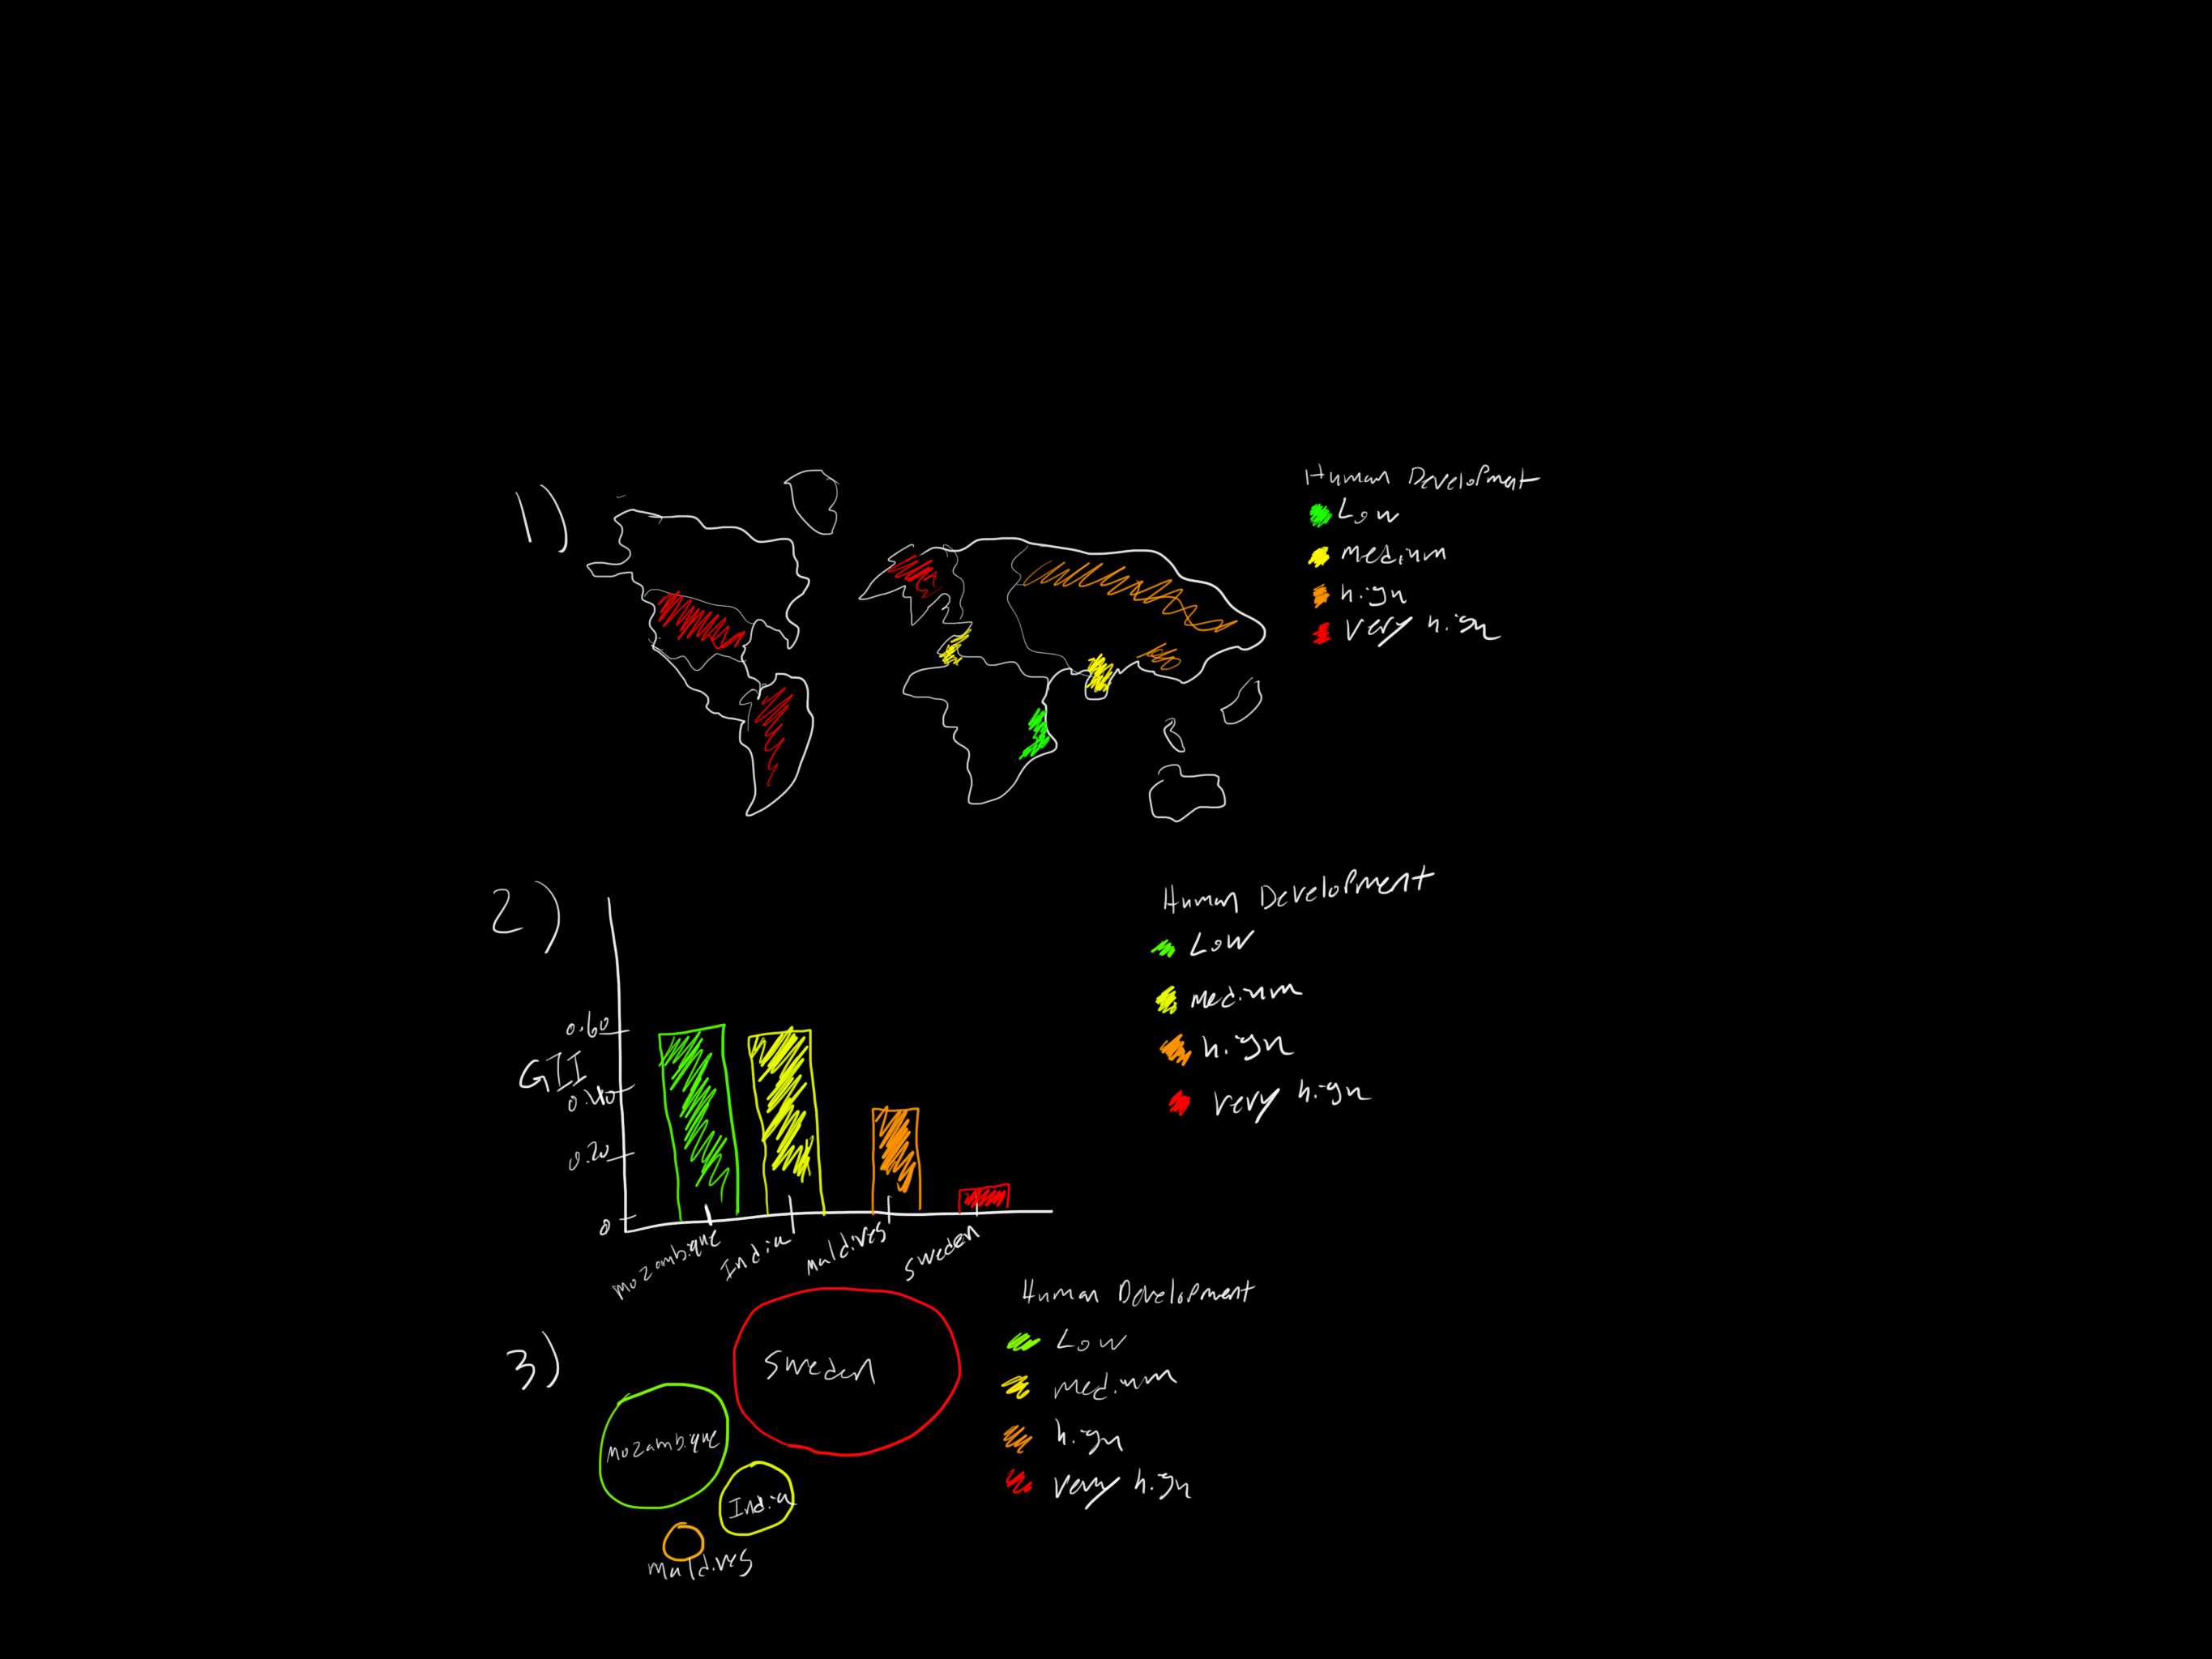 1)
Human Development
Low
medium
high
very high
2)
Human Development
Low
medium
high
very high
GII
0.60
0.40
0.20
0
Mozambique
India
Maldives
Sweden
3)
Human Development
Low
medium
high
very high
Sweden
Mozambique
India
Maldives